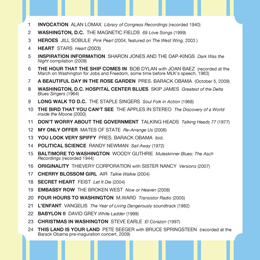 1 INVOCATION ALAN LOMAX Library of Congress Recordings (recorded 1940)
2 WASHINGTON, D.C. THE MAGNETIC FIELDS 69 Love Songs (1999)
3 HEROES JILL SOBULE Pink Pearl (2004, featured on The West Wing, 2003)
4 HEART STARS Heart (2003)
5 INSPIRATION INFORMATION SHARON JONES AND THE DAP-KINGS Dark Was the
Night compilation (2009)
6 THE HOUR THAT THE SHIP COMES IN BOB DYLAN with JOAN BAEZ (recorded at the
March on Washington for Jobs and Freedom, some time before MLK's speech, 1963)
7 A BEAUTIFUL DAY IN THE ROSE GARDEN PRES. BARACK OBAMA (October 5, 2009)
8 WASHINGTON, D.C. HOSPITAL CENTER BLUES SKIP JAMES Greatest of the Delta
Blues Singers (1964)
9 LONG WALK TO D.C. THE STAPLE SINGERS Soul Folk in Action (1968)
10 THE BIRD THAT YOU CAN'T SEE THE APPLES IN STEREO The Discovery of a World
inside the Moone (2000)
11 DON'T WORRY ABOUT THE GOVERNMENT TALKING HEADS Talking Heads 77 (1977)
12 MY ONLY OFFER MATES OF STATE Re-Arrange Us (2008)
13 YOU LOOK VERY SPIFFY PRES. BARACK OBAMA ibid.
14 POLITICAL SCIENCE RANDY NEWMAN Sail Away (1972)
15 BALTIMORE TO WASHINGTON WOODY GUTHRIE Muleskinner Blues: The Asch
Recordings (recorded 1944)
16 ORIGINALITY THIEVERY CORPORATION with SISTER NANCY Versions (2007)
17 CHERRY BLOSSOM GIRL AIR Talkie Walkie (2004)
18 SECRET HEART FEIST Let It Die (2004)
19 EMBASSY ROW THE BROKEN WEST Now or Heaven (2008)
20 FOUR HOURS TO WASHINGTON M.WARD Transistor Radio (2005)
21 L'ENFANT VANGELIS The Year of Living Dangerously soundtrack (1982)
22 BABYLON II DAVID GREY White Ladder (1999)
23 CHRISTMAS IN WASHINGTON STEVE EARLE El Corazón (1997)
24 THIS LAND IS YOUR LAND PETE SEEGER with BRUCE SPRINGSTEEN (recorded at the
Barack Obama pre-inauguration concert, 2009)